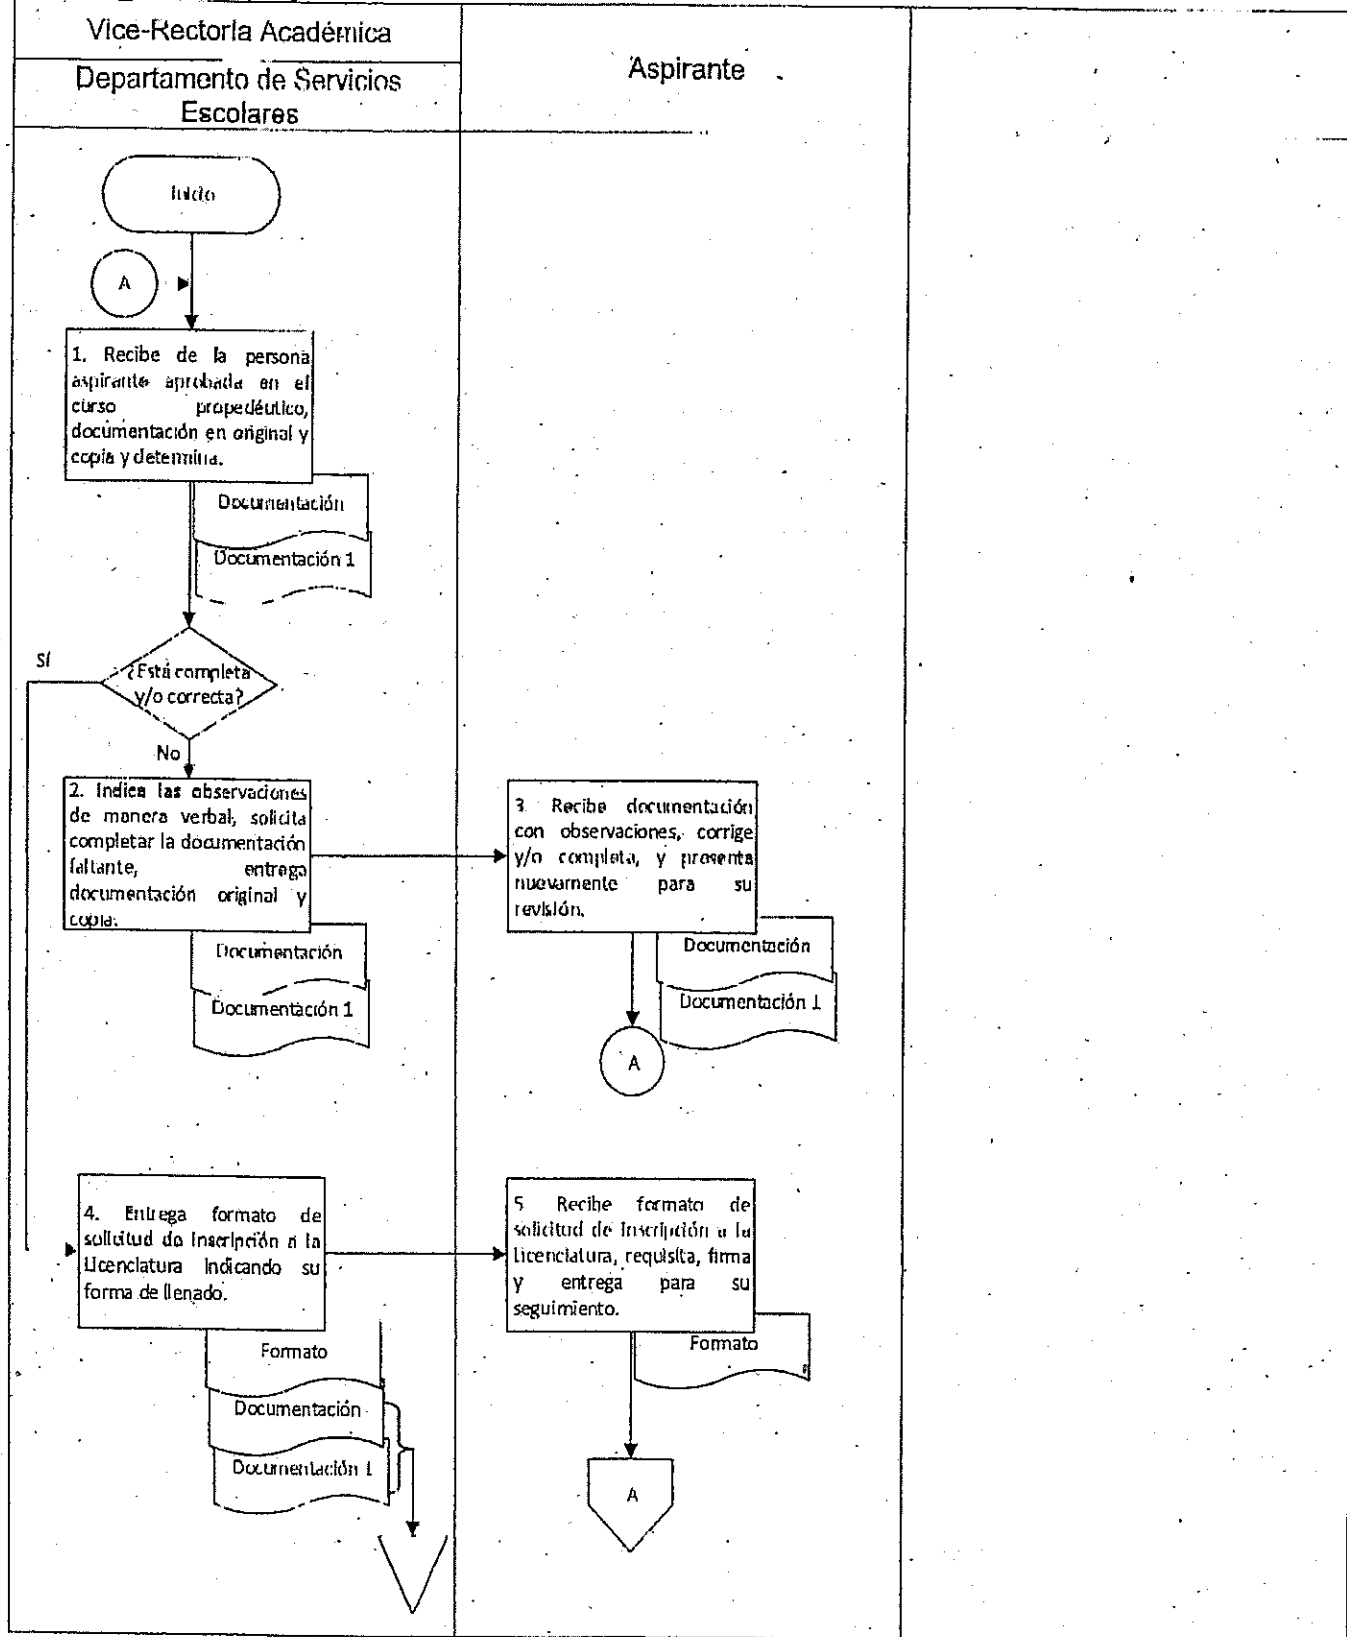 Vice-Rectoría Académica
Departamento de Servicios
Escolares
Aspirante
Inicio
A
1. Recibe de la persona
aspirante aprobada en el
curso propedéutico,
documentación en original y
copia y determina.
Documentación
Documentación 1
¿Está completa
y/o correcta?
Sí
No
2. Indica las observaciones
de manera verbal, solicita
completar la documentación
faltante, entrega
documentación original y
copia.
Documentación
Documentación 1
3. Recibe documentación
con observaciones, corrige
y/o completa, y presenta
nuevamente para su
revisión.
Documentación
Documentación 1
A
4. Entrega formato de
solicitud de inscripción a la
Licenciatura indicando su
forma de llenado.
Formato
Documentación
Documentación 1
5 Recibe formato de
solicitud de inscripción a la
licenciatura, requisita, firma
y entrega para su
seguimiento.
Formato
A